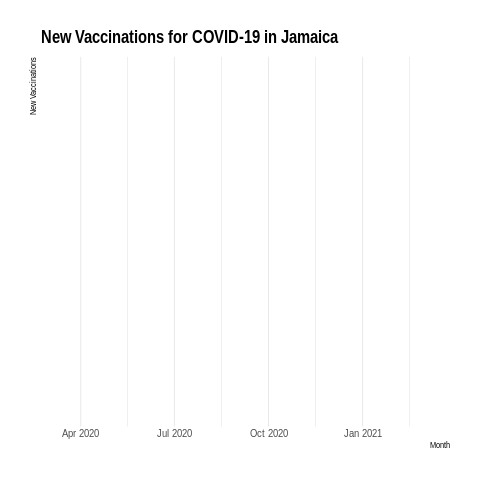 New Vaccinations for COVID-19 in Jamaica
New Vaccinations
Apr 2020
Jul 2020
Oct 2020
Jan 2021
Month